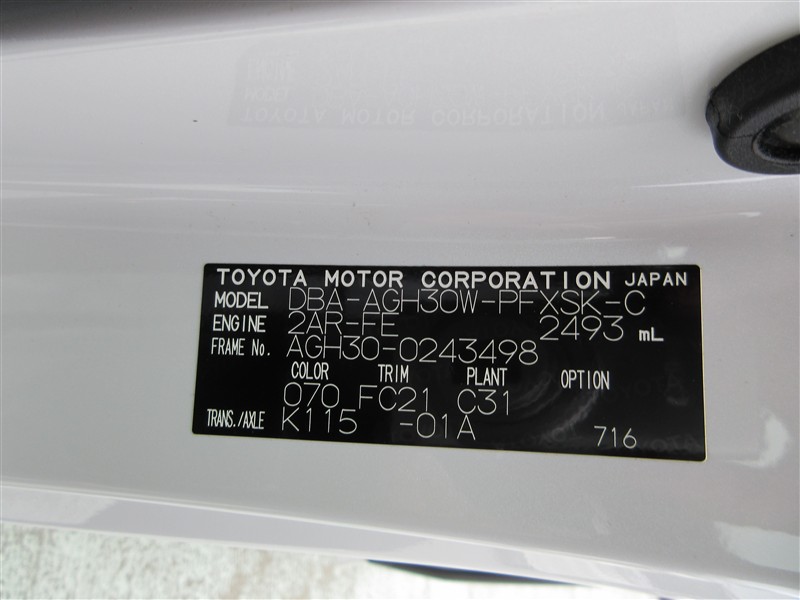 TOYOTA MOTOR CORPORATION JAPAN
MODEL DBA-AGH30W-PFXSK-C
ENGINE 2AR-FE 2493 mL
FRAME No. AGH30-0243498
COLOR TRIM PLANT OPTION
070 FC21 C31
TRANS./AXLE K115 -01A 716